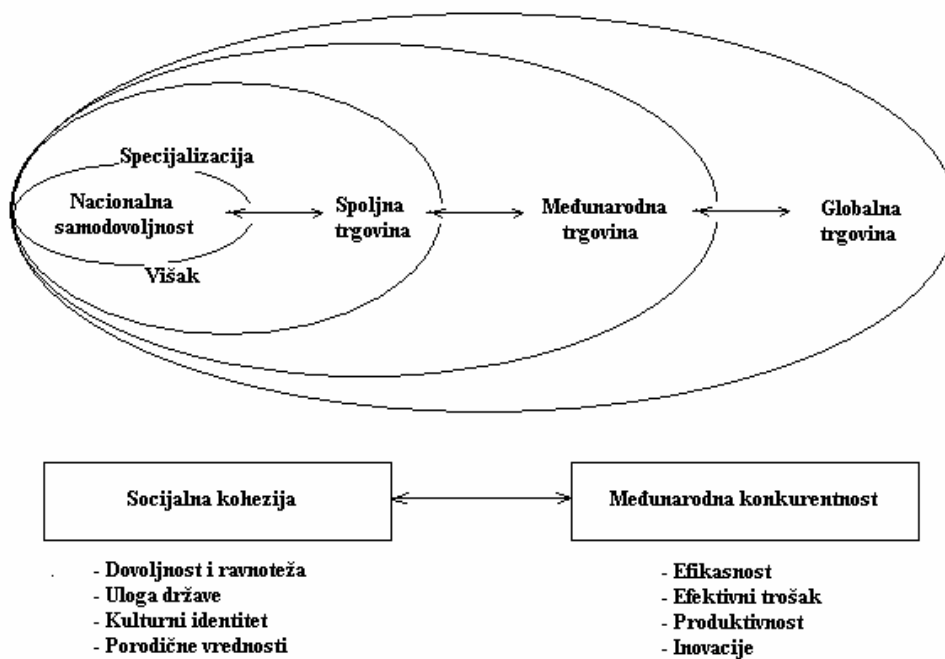 Specijalizacija
Nacionalna
samodovoljnost
Spoljna
trgovina
Međunarodna
trgovina
Globalna
trgovina
Višak
Socijalna kohezija
Međunarodna konkurentnost
- Dovoljnost i ravnoteža
- Uloga države
- Kulturni identitet
- Porodične vrednosti
- Efikasnost
- Efektivni trošak
- Produktivnost
- Inovacije